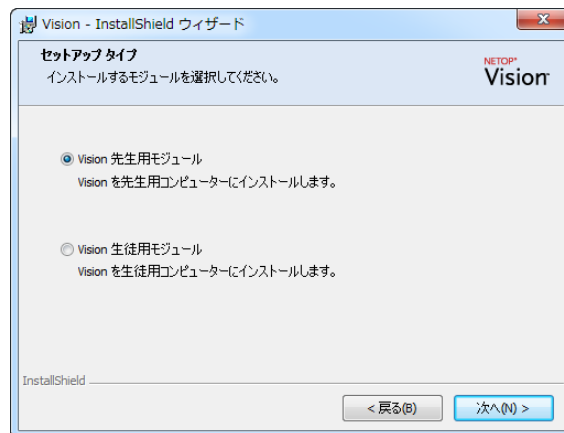 Vision - InstallShield ウィザード
セットアップ タイプ
インストールするモジュールを選択してください。
NETOP
Vision
Vision 先生用モジュール
Vision を先生用コンピューターにインストールします。
Vision 生徒用モジュール
Vision を生徒用コンピューターにインストールします。
InstallShield
< 戻る(B)
次へ(N) >